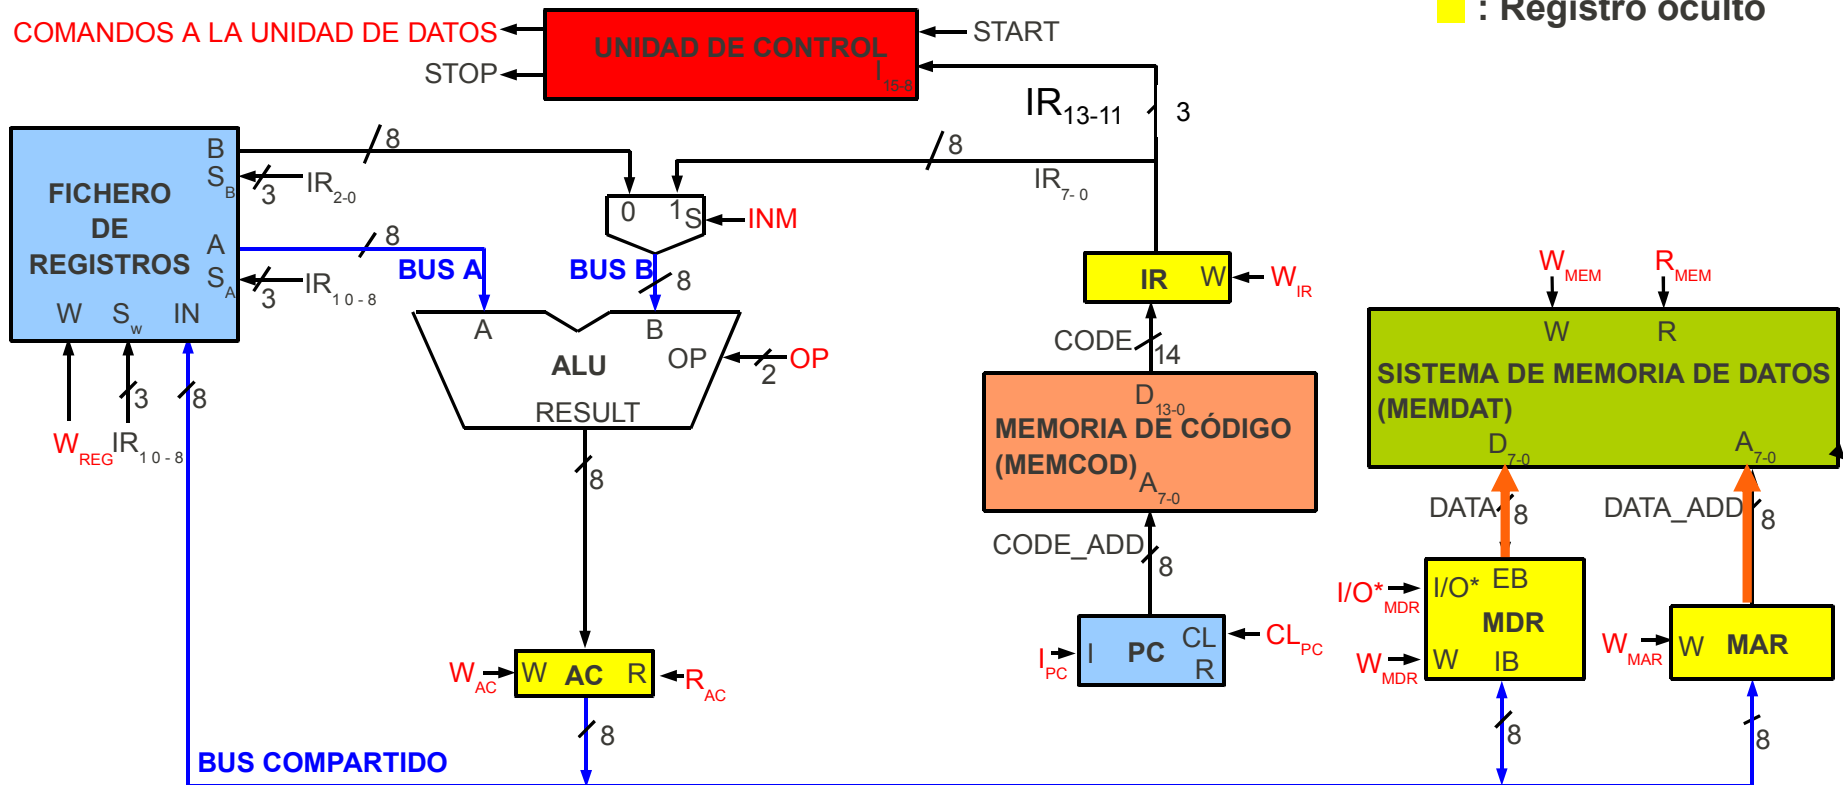 : Registro oculto
COMANDOS A LA UNIDAD DE DATOS
STOP
UNIDAD DE CONTROL
I15-8
START
IR13-11
3
FICHERO
DE
REGISTROS
B
SB
A
SA
W
Sw
IN
8
3
IR2-0
8
3
IR10-8
WREG
3
IR10-8
8
BUS A
BUS B
0
1
S
INM
8
8
IR7-0
A
B
ALU
OP
2
OP
RESULT
8
WAC
W
AC
R
RAC
8
BUS COMPARTIDO
IR
W
WIR
CODE
14
D13-0
MEMORIA DE CÓDIGO
(MEMCOD)
A7-0
CODE_ADD
8
IPC
I
PC
CL
R
CLPC
WMEM
RMEM
W
R
SISTEMA DE MEMORIA DE DATOS
(MEMDAT)
D7-0
A7-0
DATA
8
DATA_ADD
8
I/O*MDR
I/O*
EB
MDR
WMDR
W
IB
8
WMAR
W
MAR
8